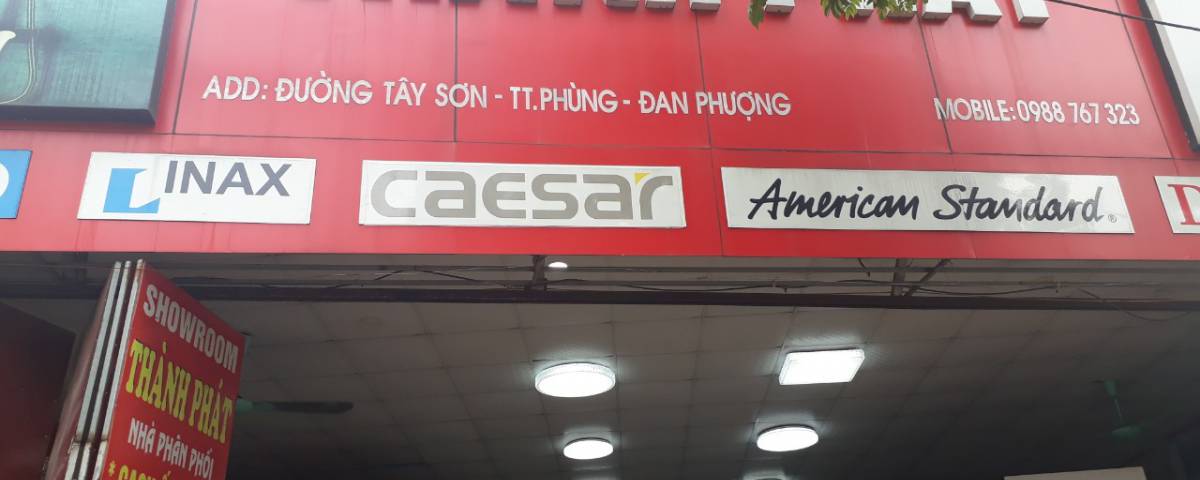 ADD: ĐƯỜNG TÂY SƠN - TT.PHÙNG - ĐAN PHƯỢNG
MOBILE: 0988 767 323
INAX
CAESAR
American Standard®
SHOWROOM
THÀNH PHÁT
NHÀ PHÂN PHỐI